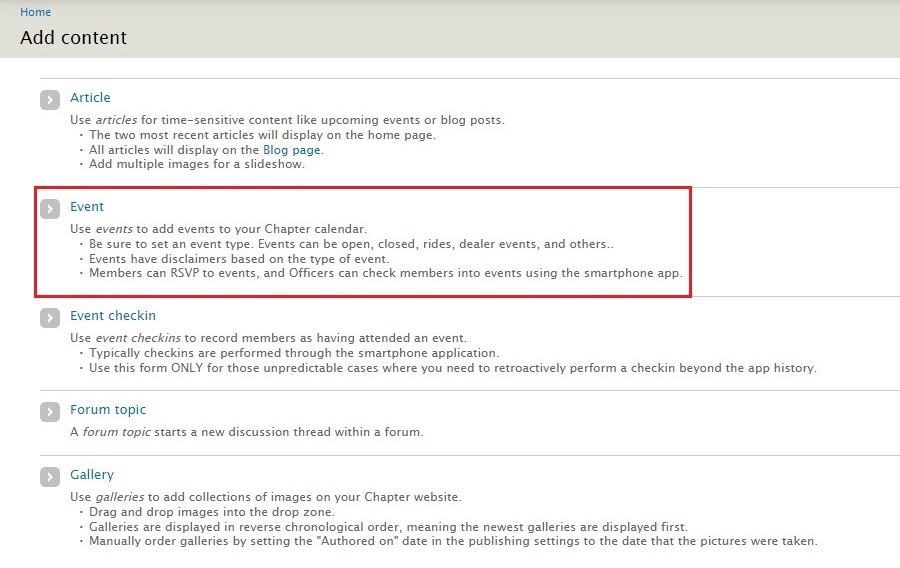 Home
Add content
Article
Use articles for time-sensitive content like upcoming events or blog posts.
• The two most recent articles will display on the home page.
• All articles will display on the Blog page.
• Add multiple images for a slideshow.
Event
Use events to add events to your Chapter calendar.
• Be sure to set an event type. Events can be open, closed, rides, dealer events, and others..
• Events have disclaimers based on the type of event.
• Members can RSVP to events, and Officers can check members into events using the smartphone app.
Event checkin
Use event checkins to record members as having attended an event.
• Typically checkins are performed through the smartphone application.
• Use this form ONLY for those unpredictable cases where you need to retroactively perform a checkin beyond the app history.
Forum topic
A forum topic starts a new discussion thread within a forum.
Gallery
Use galleries to add collections of images on your Chapter website.
• Drag and drop images into the drop zone.
• Galleries are displayed in reverse chronological order, meaning the newest galleries are displayed first.
• Manually order galleries by setting the "Authored on" date in the publishing settings to the date that the pictures were taken.